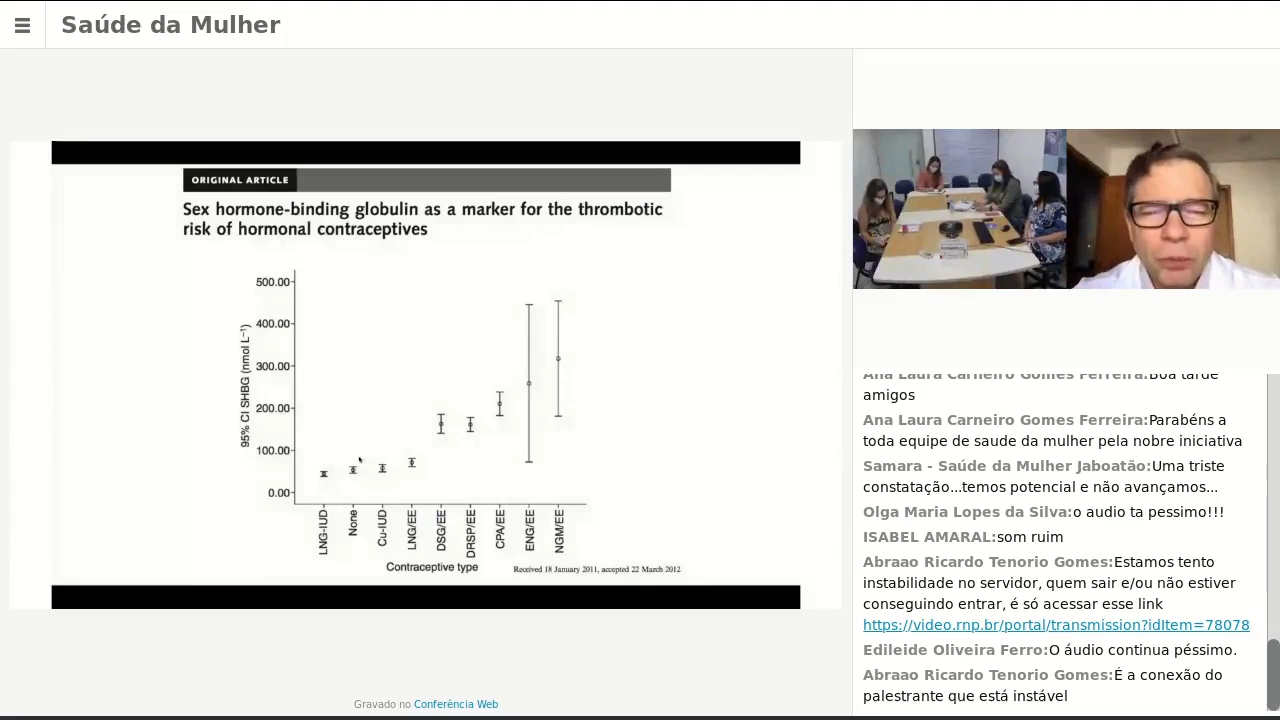 Saúde da Mulher
ORIGINAL ARTICLE
Sex hormone-binding globulin as a marker for the thrombotic
risk of hormonal contraceptives
95% CI SHBG (nmol L⁻¹)
500.00
400.00
300.00
200.00
100.00
0.00
LNG-IUD
None
Cu-IUD
LNG/EE
DSG/EE
DRSP/EE
CPA/EE
ENG/EE
NGM/EE
Contraceptive type
Received 18 January 2011, accepted 22 March 2012
Gravado no Conferência Web
Ana Laura Carneiro Gomes Ferreira:Boa tarde
amigos
Ana Laura Carneiro Gomes Ferreira:Parabéns a
toda equipe de saude da mulher pela nobre iniciativa
Samara - Saúde da Mulher Jaboatão:Uma triste
constatação...temos potencial e não avançamos...
Olga Maria Lopes da Silva:o audio ta pessimo!!!
ISABEL AMARAL:som ruim
Abraao Ricardo Tenorio Gomes:Estamos tento
instabilidade no servidor, quem sair e/ou não estiver
conseguindo entrar, é só acessar esse link
https://video.rnp.br/portal/transmission?idItem=78078
Edileide Oliveira Ferro:O áudio continua péssimo.
Abraao Ricardo Tenorio Gomes:É a conexão do
palestrante que está instável